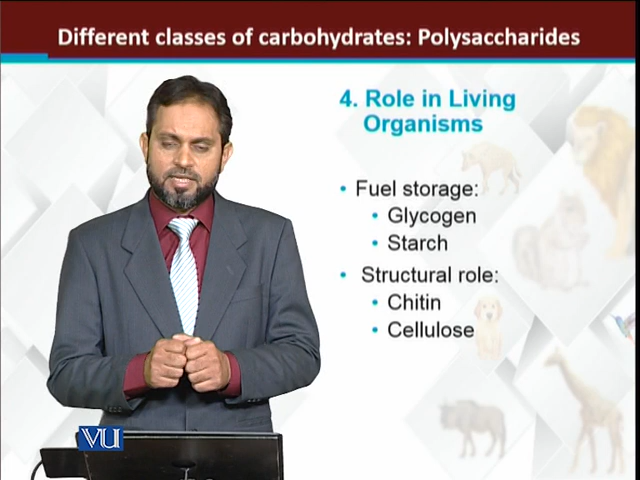 Different classes of carbohydrates: Polysaccharides
4. Role in Living
Organisms
• Fuel storage:
• Glycogen
• Starch
• Structural role:
• Chitin
• Cellulose
VU